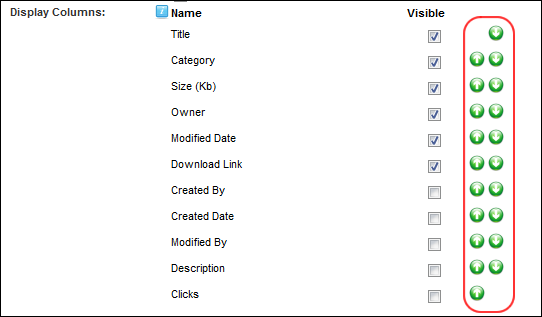 Display Columns: Name Visible
Title
Category
Size (Kb)
Owner
Modified Date
Download Link
Created By
Created Date
Modified By
Description
Clicks